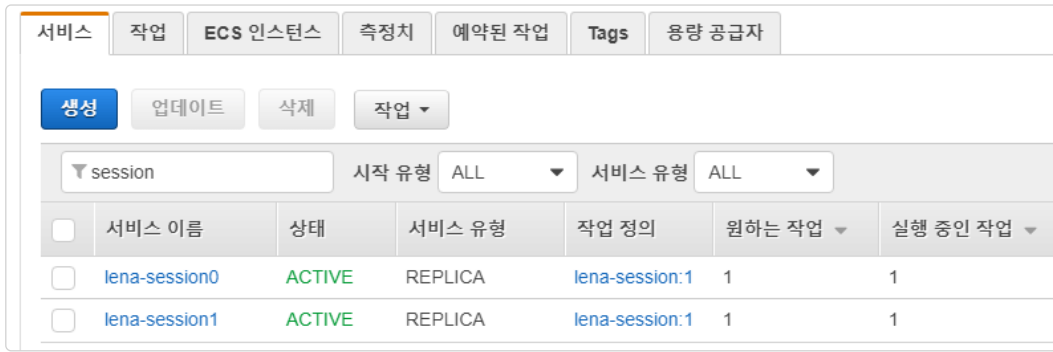 서비스 작업 ECS 인스턴스 측정치 예약된 작업 Tags 용량 공급자
생성 업데이트 삭제 작업
session 시작 유형 ALL 서비스 유형 ALL
서비스 이름 상태 서비스 유형 작업 정의 원하는 작업 실행 중인 작업
lena-session0 ACTIVE REPLICA lena-session:1 1 1
lena-session1 ACTIVE REPLICA lena-session:1 1 1